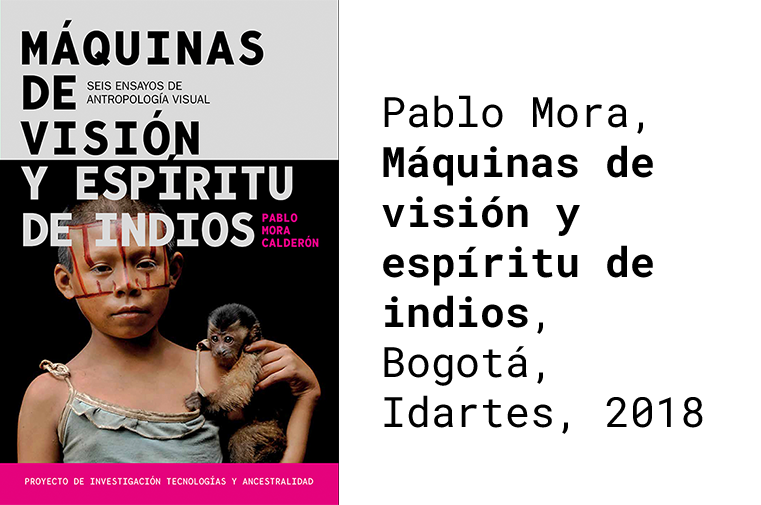 MÁQUINAS
DE
SEIS ENSAYOS DE
ANTROPOLOGÍA VISUAL
VISIÓN
Y ESPÍRITU
DE INDIOS
PABLO
MORA
CALDERÓN
PROYECTO DE INVESTIGACIÓN TECNOLOGÍAS Y ANCESTRALIDAD
Pablo Mora,
Máquinas de
visión y
espíritu de
indios,
Bogotá,
Idartes, 2018